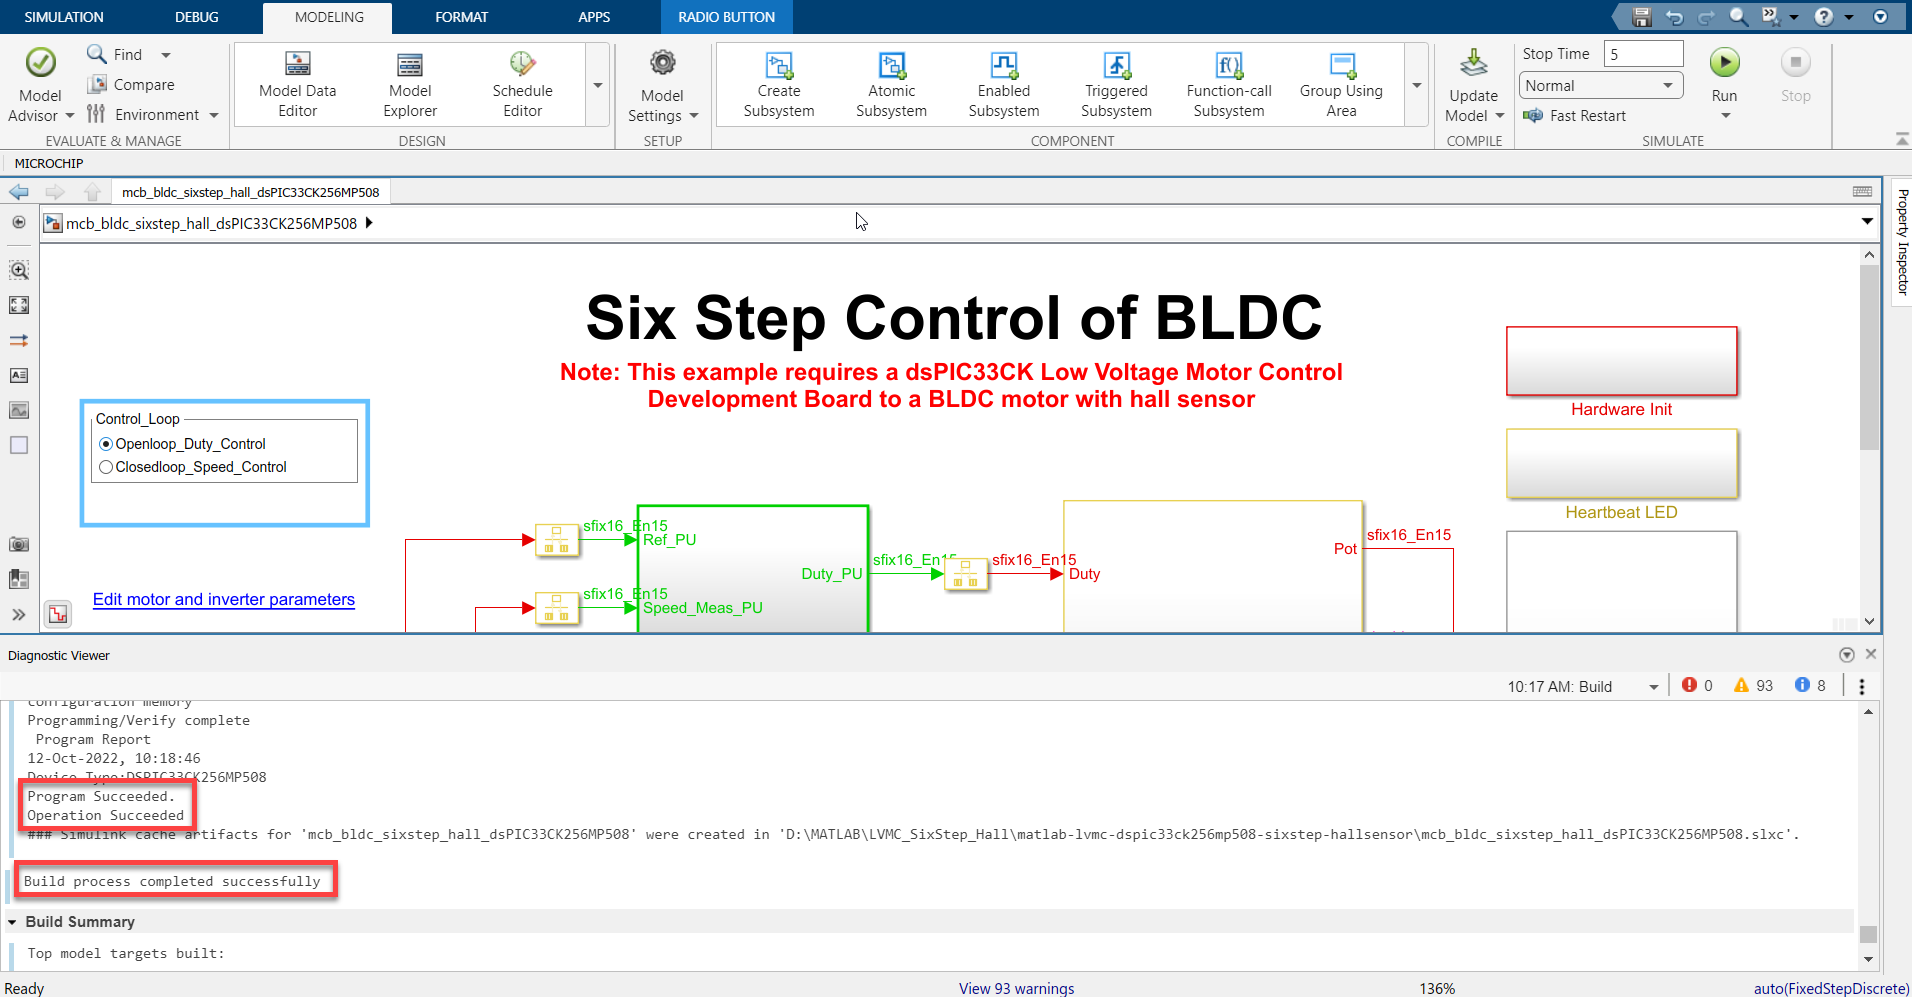 SIMULATION DEBUG MODELING FORMAT APPS RADIO BUTTON
Find
Compare
Environment
Model
Advisor
EVALUATE & MANAGE
Model Data
Editor
Model
Explorer
Schedule
Editor
DESIGN
Model
Settings
SETUP
Create
Subsystem
Atomic
Subsystem
Enabled
Subsystem
Triggered
Subsystem
Function-call
Subsystem
Group Using
Area
COMPONENT
Update
Model
COMPILE
Stop Time 5
Normal
Fast Restart
Run
Stop
SIMULATE
MICROCHIP
mcb_bldc_sixstep_hall_dsPIC33CK256MP508
mcb_bldc_sixstep_hall_dsPIC33CK256MP508
Property Inspector
Six Step Control of BLDC
Note: This example requires a dsPIC33CK Low Voltage Motor Control
Development Board to a BLDC motor with hall sensor
Control_Loop
Openloop_Duty_Control
Closedloop_Speed_Control
Edit motor and inverter parameters
sfix16_En15
Ref_PU
sfix16_En15
Speed_Meas_PU
Duty_PU
sfix16_En15
sfix16_En15
Duty
Pot
sfix16_En15
Hardware Init
Heartbeat LED
Diagnostic Viewer
10:17 AM: Build 0 93 8
configuration memory
Programming/Verify complete
Program Report
12-Oct-2022, 10:18:46
Device Type:DSPIC33CK256MP508
Program Succeeded.
Operation Succeeded
### Simulink cache artifacts for 'mcb_bldc_sixstep_hall_dsPIC33CK256MP508' were created in 'D:\MATLAB\LVMC_SixStep_Hall\matlab-lvmc-dspic33ck256mp508-sixstep-hallsensor\mcb_bldc_sixstep_hall_dsPIC33CK256MP508.slxc'.
Build process completed successfully
Build Summary
Top model targets built:
Ready
View 93 warnings
136%
auto(FixedStepDiscrete)